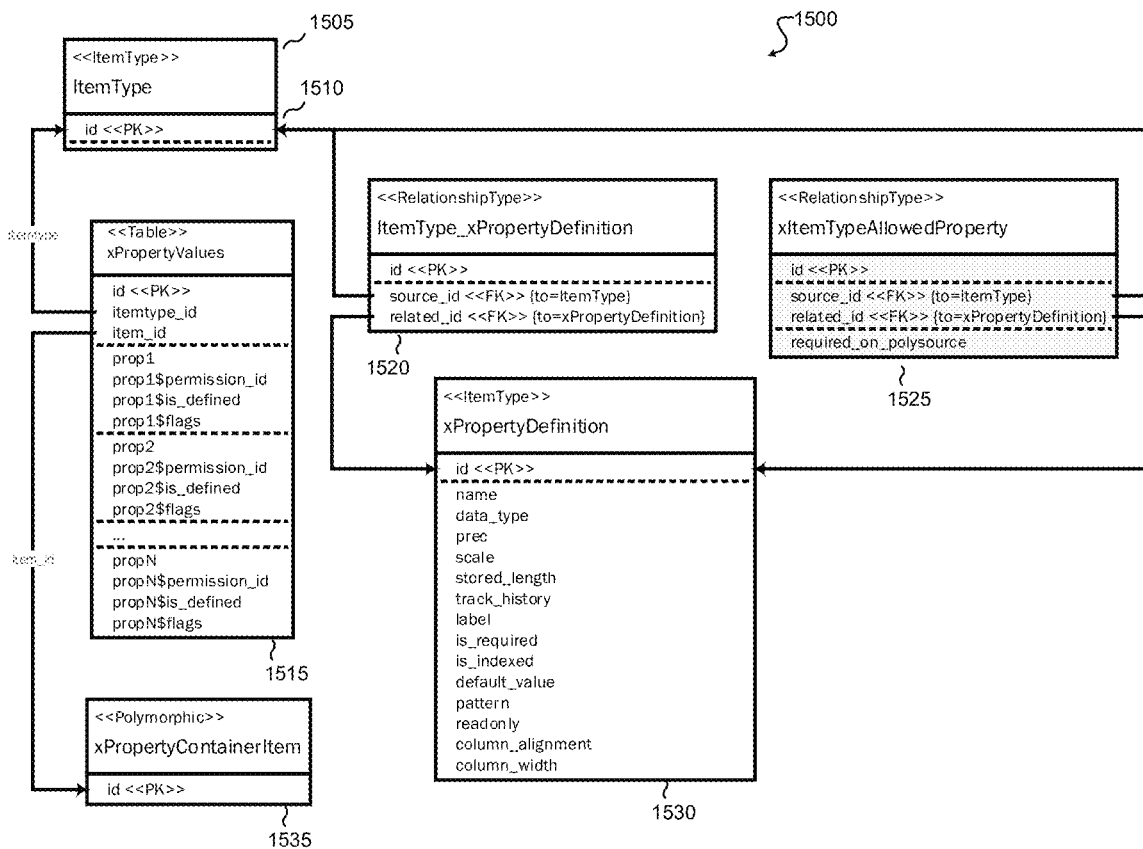 1500
1505
<<ItemType>>
ItemType
1510
id <<PK>>
<<RelationshipType>>
ItemType_xPropertyDefinition
id <<PK>>
source_id <<FK>> {to=ItemType}
related_id <<FK>> {to=xPropertyDefinition}
1520
<<RelationshipType>>
xItemTypeAllowedProperty
id <<PK>>
source_id <<FK>> {to=ItemType}
related_id <<FK>> {to=xPropertyDefinition}
required_on_polysource
1525
itemtype
<<Table>>
xPropertyValues
id <<PK>>
itemtype_id
item_id
prop1
prop1$permission_id
prop1$is_defined
prop1$flags
prop2
prop2$permission_id
prop2$is_defined
prop2$flags
...
propN
propN$permission_id
propN$is_defined
propN$flags
1515
item_id
<<ItemType>>
xPropertyDefinition
id <<PK>>
name
data_type
prec
scale
stored_length
track_history
label
is_required
is_indexed
default_value
pattern
readonly
column_alignment
column_width
1530
<<Polymorphic>>
xPropertyContainerItem
id <<PK>>
1535